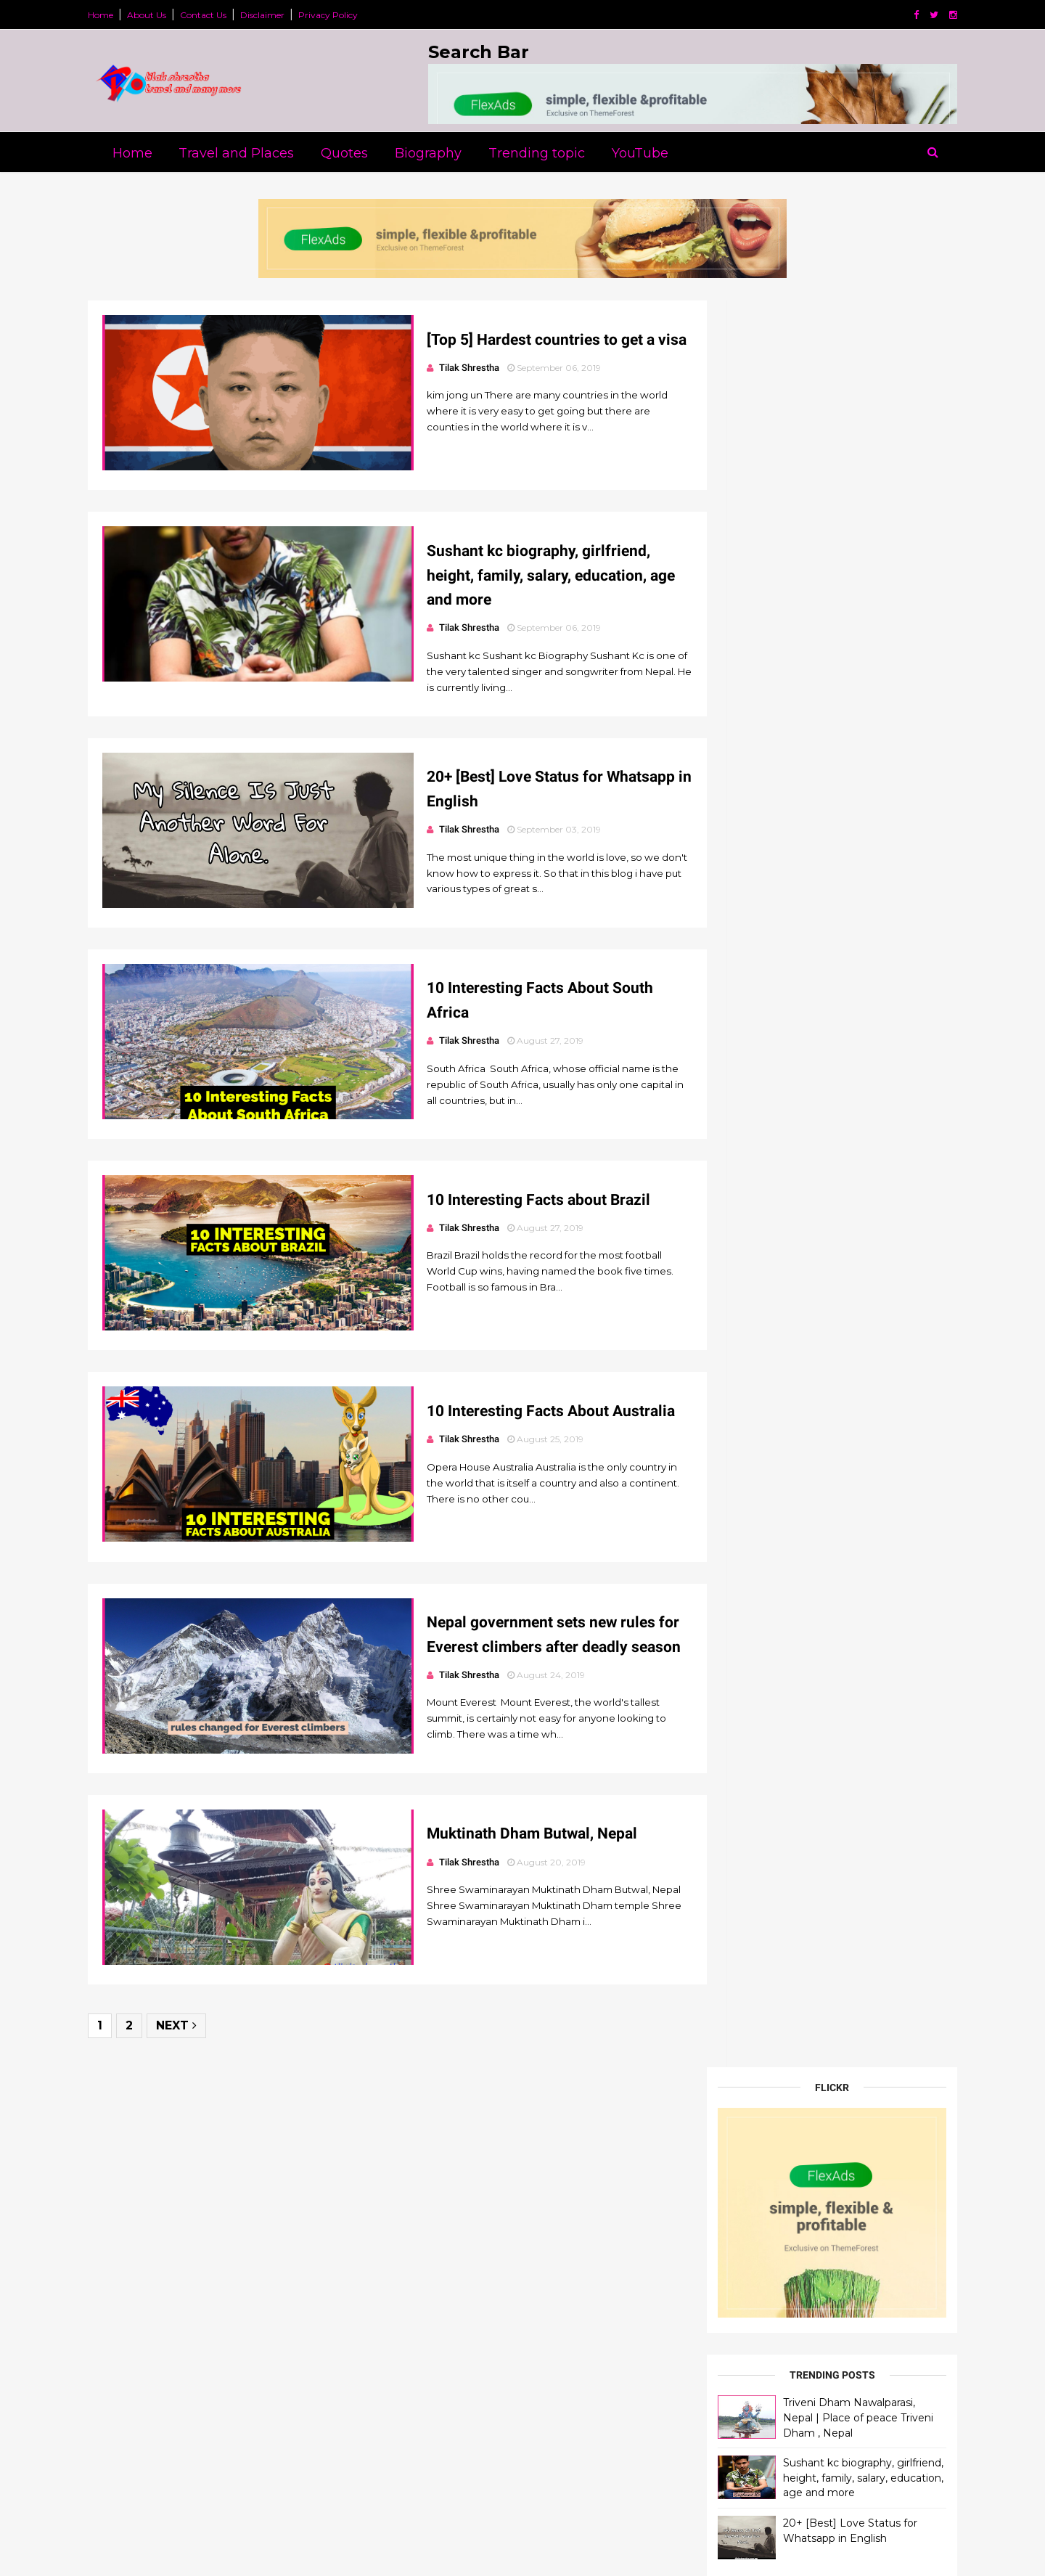 Home
About Us
Contact Us
Disclaimer
Privacy Policy
tilak shrestha
travel and many more
Search Bar
FlexAds
simple, flexible &profitable
Exclusive on ThemeForest
Home
Travel and Places
Quotes
Biography
Trending topic
YouTube
FlexAds
simple, flexible &profitable
Exclusive on ThemeForest
[Top 5] Hardest countries to get a visa
Tilak Shrestha September 06, 2019
kim jong un There are many countries in the world
where it is very easy to get going but there are
counties in the world where it is v...
Sushant kc biography, girlfriend,
height, family, salary, education, age
and more
Tilak Shrestha September 06, 2019
Sushant kc Sushant kc Biography Sushant Kc is one of
the very talented singer and songwriter from Nepal. He
is currently living...
My Silence Is Just
Another Word For
Alone.
20+ [Best] Love Status for Whatsapp in
English
Tilak Shrestha September 03, 2019
The most unique thing in the world is love, so we don't
know how to express it. So that in this blog i have put
various types of great s...
10 Interesting Facts
About South Africa
10 Interesting Facts About South
Africa
Tilak Shrestha August 27, 2019
South Africa South Africa, whose official name is the
republic of South Africa, usually has only one capital in
all countries, but in...
10 INTERESTING
FACTS ABOUT BRAZIL
10 Interesting Facts about Brazil
Tilak Shrestha August 27, 2019
Brazil Brazil holds the record for the most football
World Cup wins, having named the book five times.
Football is so famous in Bra...
10 INTERESTING
FACTS ABOUT AUSTRALIA
10 Interesting Facts About Australia
Tilak Shrestha August 25, 2019
Opera House Australia Australia is the only country in
the world that is itself a country and also a continent.
There is no other cou...
rules changed for Everest climbers
Nepal government sets new rules for
Everest climbers after deadly season
Tilak Shrestha August 24, 2019
Mount Everest Mount Everest, the world's tallest
summit, is certainly not easy for anyone looking to
climb. There was a time wh...
Muktinath Dham Butwal, Nepal
Tilak Shrestha August 20, 2019
Shree Swaminarayan Muktinath Dham Butwal, Nepal
Shree Swaminarayan Muktinath Dham temple Shree
Swaminarayan Muktinath Dham i...
1 2 NEXT
FLICKR
FlexAds
simple, flexible &
profitable
Exclusive on ThemeForest
TRENDING POSTS
Triveni Dham Nawalparasi,
Nepal | Place of peace Triveni
Dham , Nepal
Sushant kc biography, girlfriend,
height, family, salary, education,
age and more
20+ [Best] Love Status for
Whatsapp in English